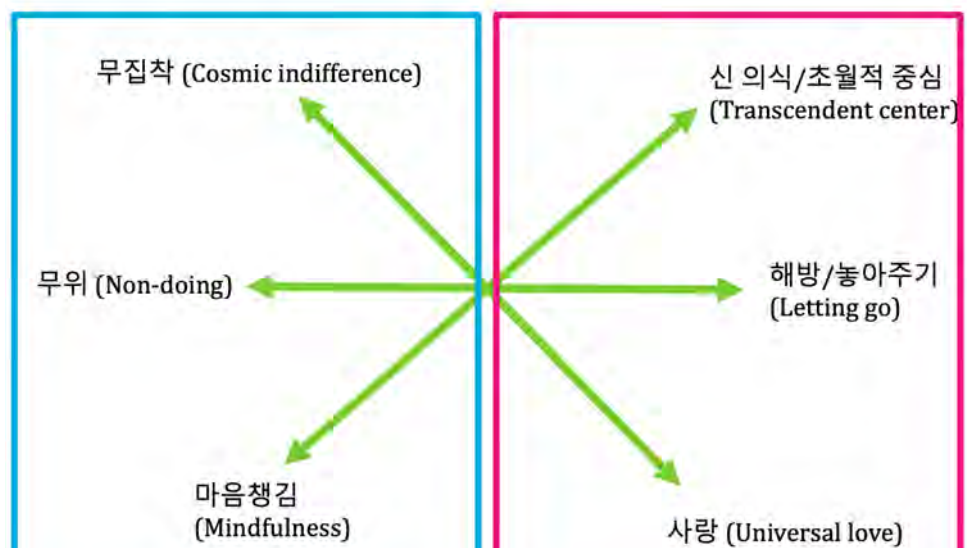 무집착 (Cosmic indifference)
신 의식/초월적 중심
(Transcendent center)
무위 (Non-doing)
해방/놓아주기
(Letting go)
마음챙김
(Mindfulness)
사랑 (Universal love)